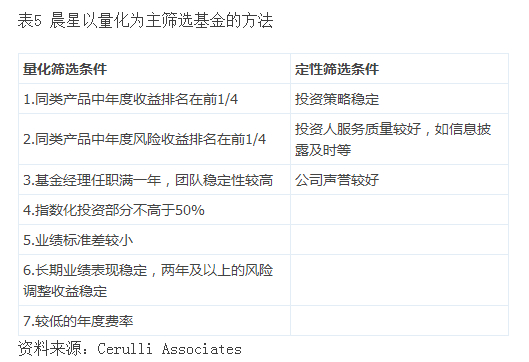 表5 晨星以量化为主筛选基金的方法
量化筛选条件 定性筛选条件
1.同类产品中年度收益排名在前1/4 投资策略稳定
2.同类产品中年度风险收益排名在前1/4 投资人服务质量较好，如信息披
露及时等
3.基金经理任职满一年，团队稳定性较高 公司声誉较好
4.指数化投资部分不高于50%
5.业绩标准差较小
6.长期业绩表现稳定，两年及以上的风险
调整收益稳定
7.较低的年度费率
资料来源：Cerulli Associates